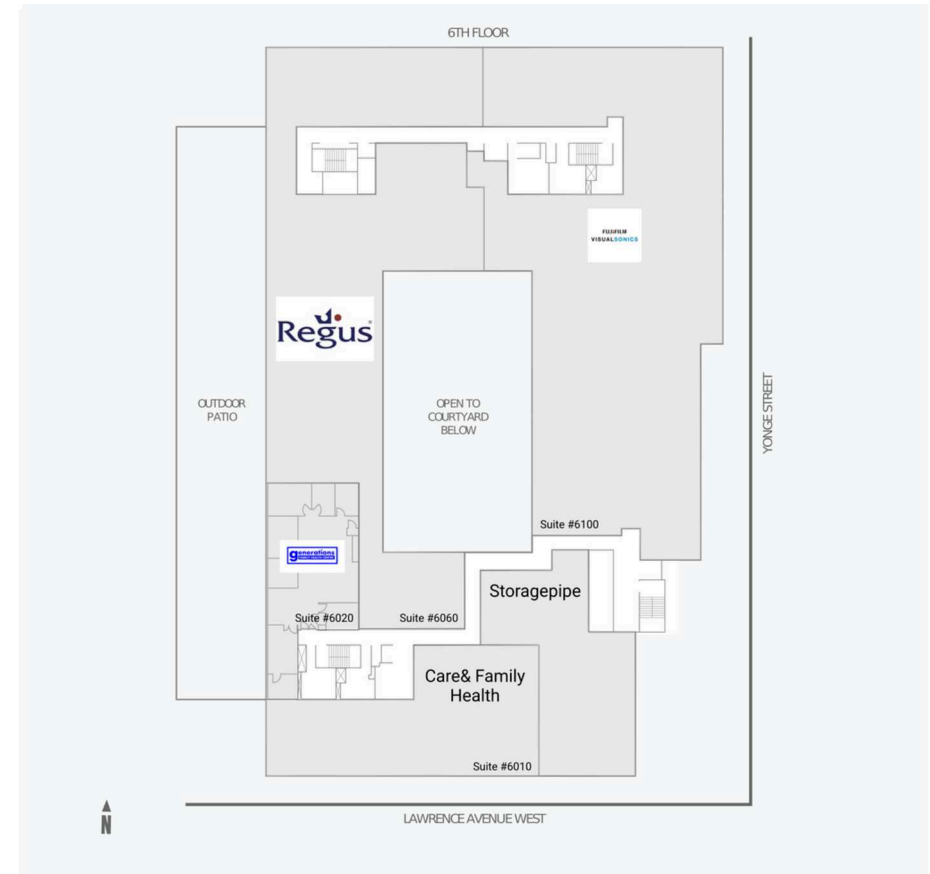 6TH FLOOR
FUJIFILM
VISUALSONICS
Regus
OUTDOOR
PATIO
OPEN TO
COURTYARD
BELOW
YONGE STREET
Suite #6100
generations
Storagepipe
Suite #6020
Suite #6060
Care& Family
Health
Suite #6010
N
LAWRENCE AVENUE WEST